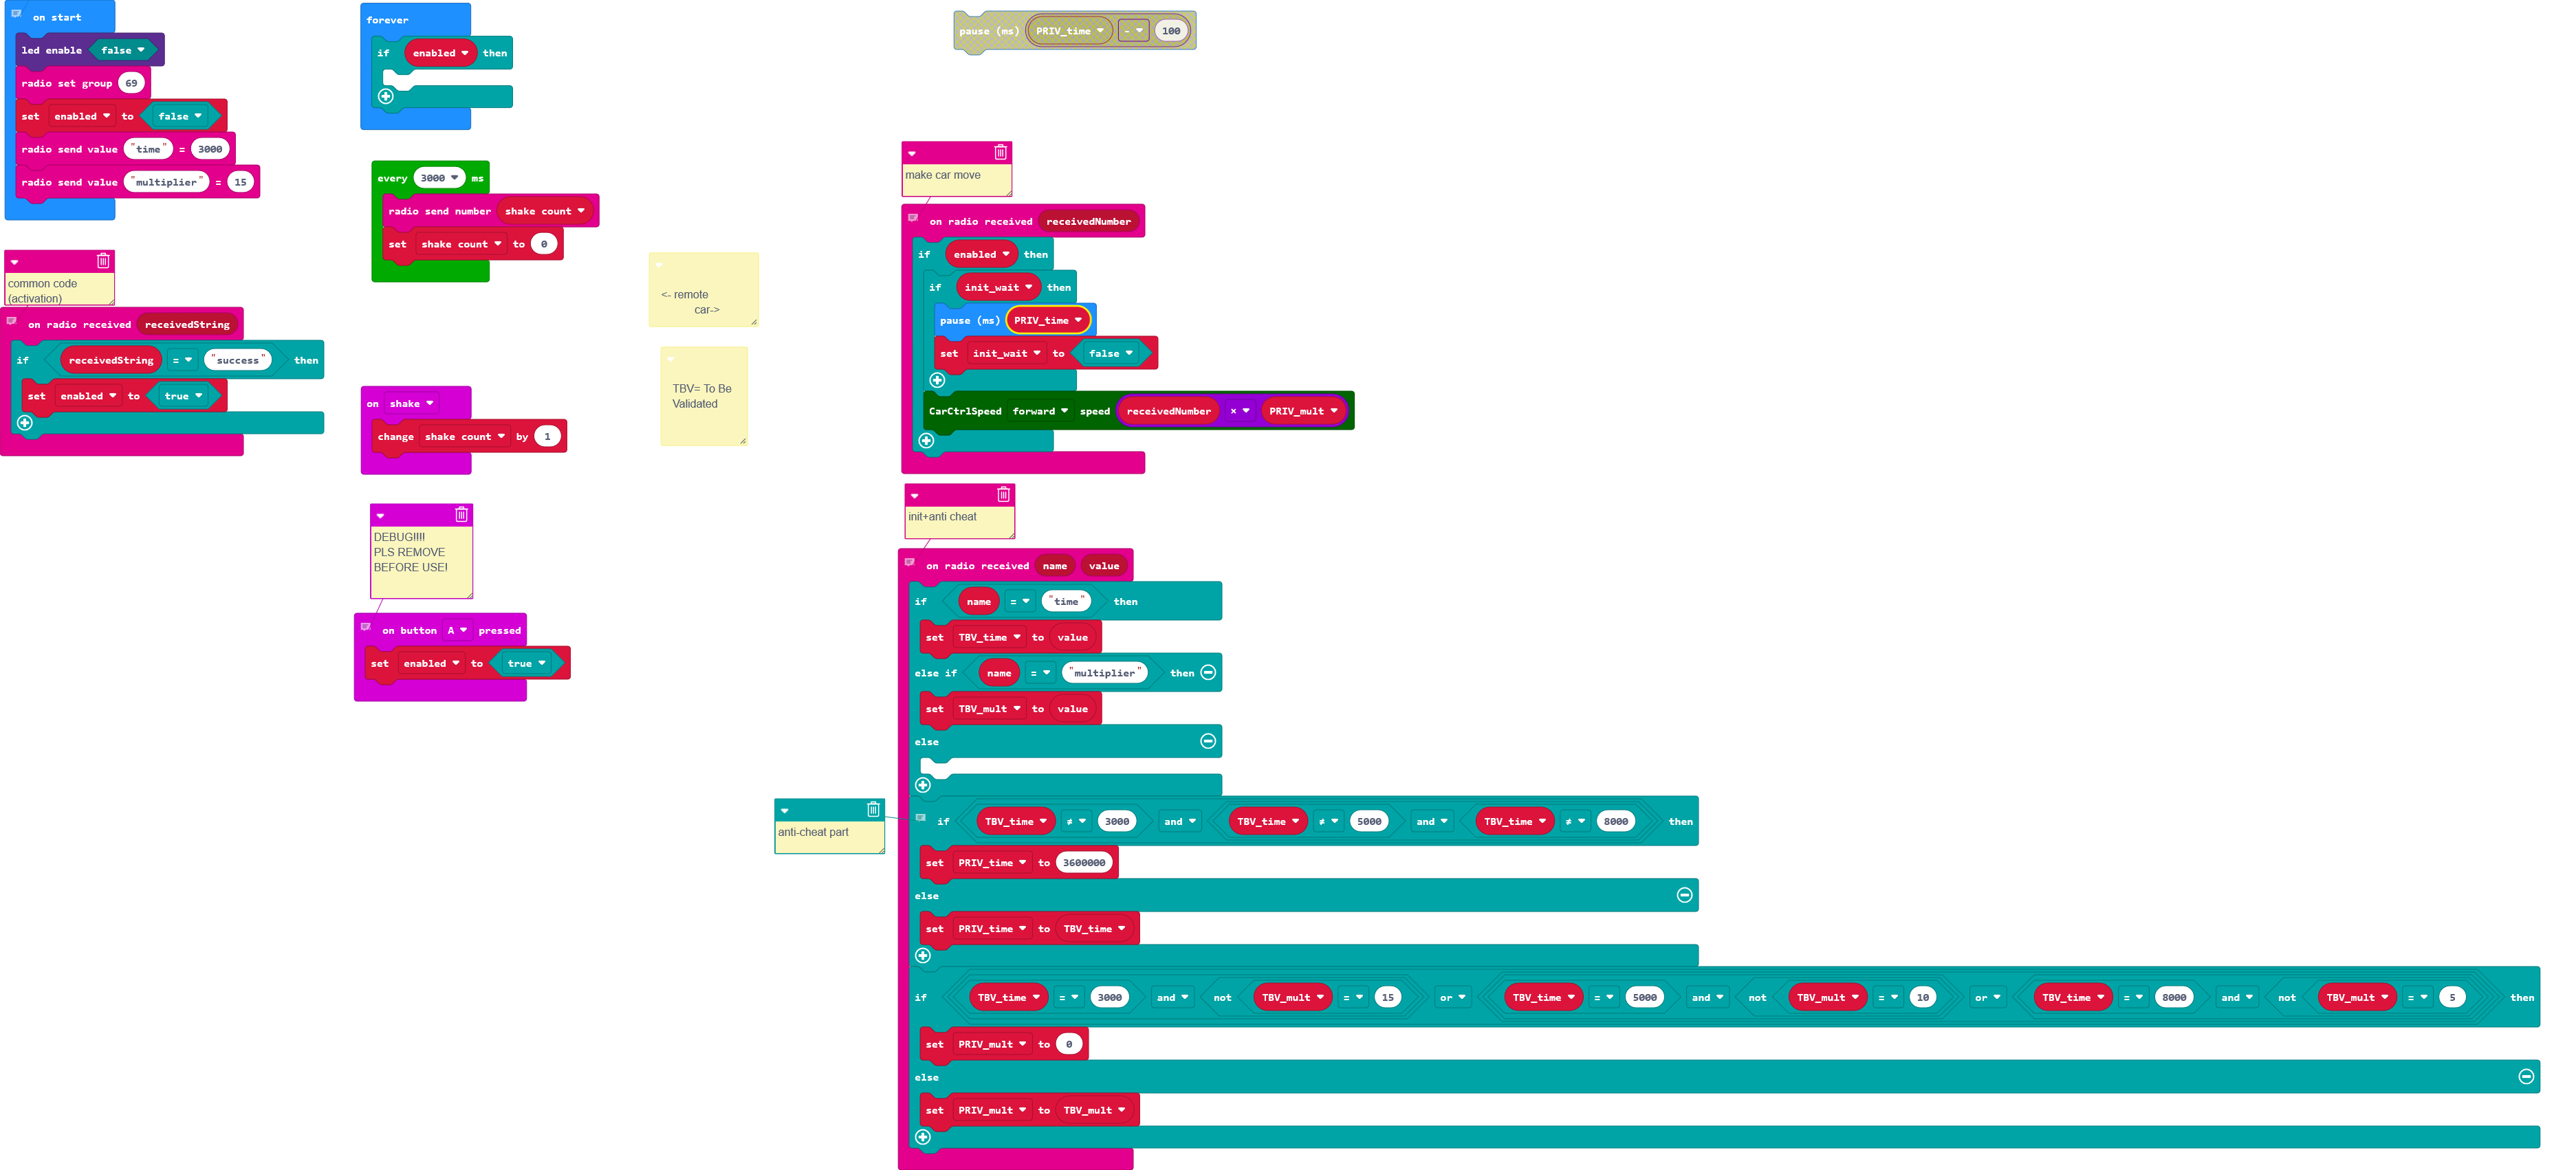 on start
led enable false
radio set group 69
set enabled to false
radio send value "time" = 3000
radio send value "multiplier" = 15
common code
(activation)
on radio received receivedString
if receivedString = "success" then
set enabled to true
forever
if enabled then
every 3000 ms
radio send number shake count
set shake count to 0
on shake
change shake count by 1
DEBUG!!!!
PLS REMOVE
BEFORE USE!
on button A pressed
set enabled to true
<- remote
car->
TBV= To Be
Validated
pause (ms) PRIV_time - 100
make car move
on radio received receivedNumber
if enabled then
if init_wait then
pause (ms) PRIV_time
set init_wait to false
CarCtrlSpeed forward speed receivedNumber × PRIV_mult
init+anti cheat
on radio received name value
if name = "time" then
set TBV_time to value
else if name = "multiplier" then
set TBV_mult to value
else
anti-cheat part
if TBV_time ≠ 3000 and TBV_time ≠ 5000 and TBV_time ≠ 8000 then
set PRIV_time to 3600000
else
set PRIV_time to TBV_time
if TBV_time = 3000 and not TBV_mult = 15 or TBV_time = 5000 and not TBV_mult = 10 or TBV_time = 8000 and not TBV_mult = 5 then
set PRIV_mult to 0
else
set PRIV_mult to TBV_mult